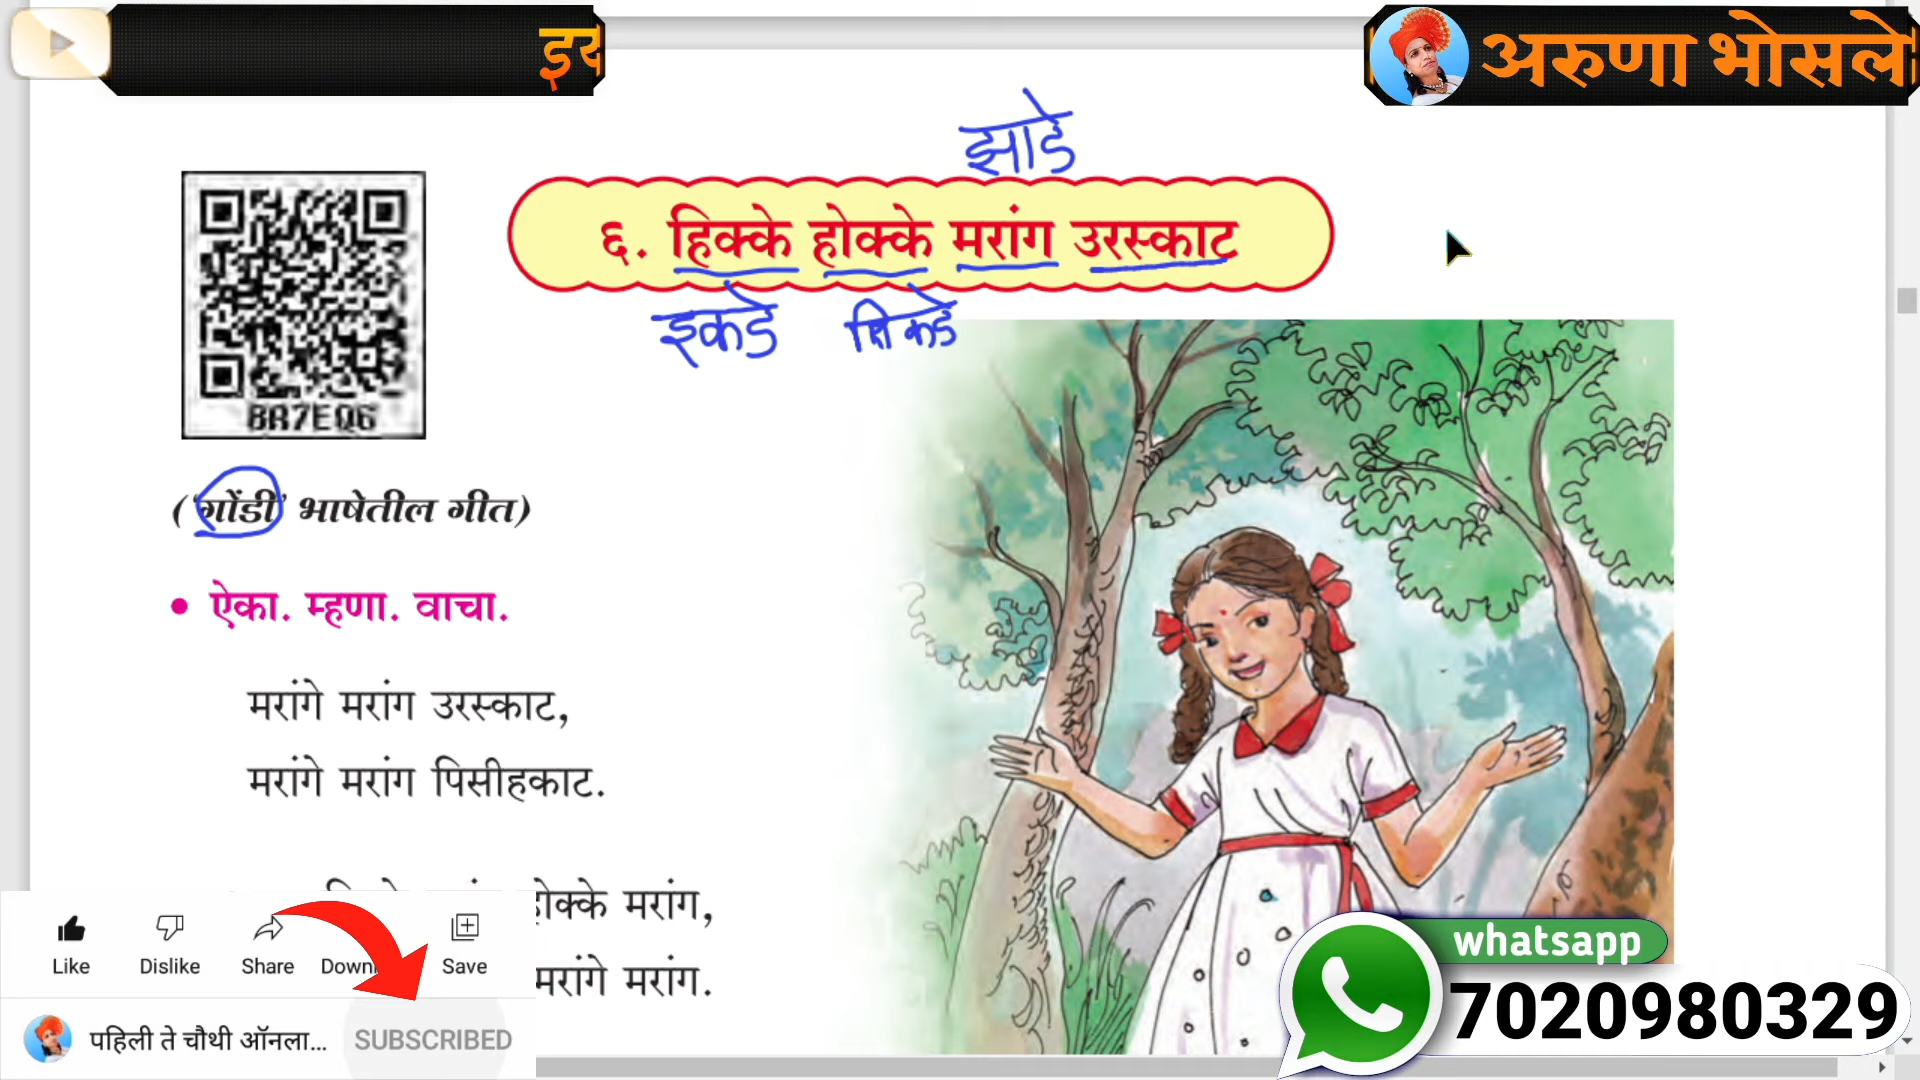 अरुणा भोसले
झाडे
६. हिक्के होक्के मरांग उरस्काट
इकडे तिकडे
BR7EQ6
('गोंडी' भाषेतील गीत)
• ऐका. म्हणा. वाचा.
मरांगे मरांग उरस्काट,
मरांगे मरांग पिसीहकाट.
होक्के मरांग,
मरांगे मरांग.
Like Dislike Share Save
पहिली ते चौथी ऑनला... SUBSCRIBED
whatsapp
7020980329